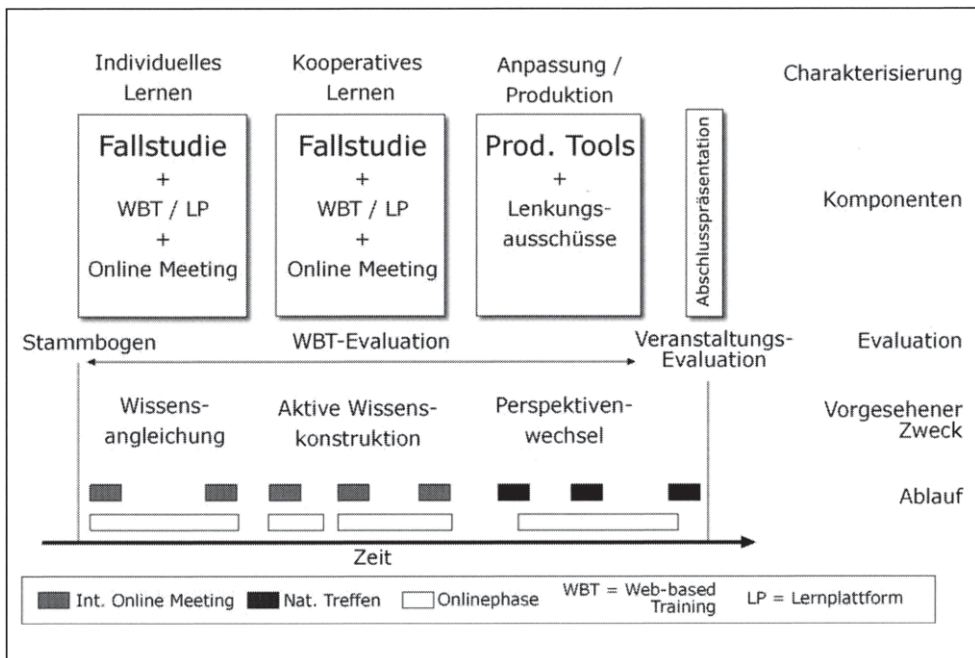 Individuelles
Lernen
Kooperatives
Lernen
Anpassung /
Produktion
Charakterisierung
Fallstudie
+
WBT / LP
+
Online Meeting
Fallstudie
+
WBT / LP
+
Online Meeting
Prod. Tools
+
Lenkungs-
ausschüsse
Abschlusspräsentation
Komponenten
Stammbogen
WBT-Evaluation
Veranstaltungs-
Evaluation
Evaluation
Wissens-
angleichung
Aktive Wissens-
konstruktion
Perspektiven-
wechsel
Vorgesehener
Zweck
Ablauf
Zeit
Int. Online Meeting
Nat. Treffen
Onlinephase
WBT = Web-based
Training
LP = Lernplattform